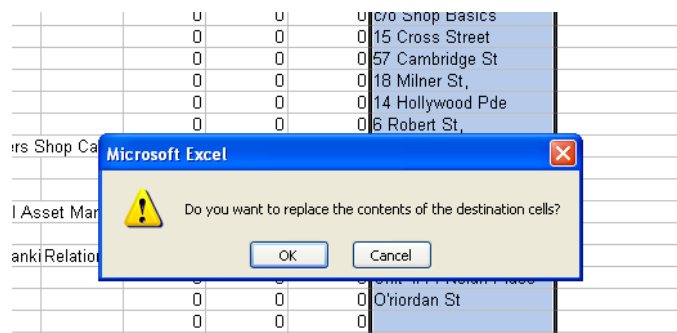 0 0 0 c/o Shop Basics
0 0 0 15 Cross Street
0 0 0 57 Cambridge St
0 0 0 18 Milner St,
0 0 0 14 Hollywood Pde
0 0 0 6 Robert St,
ers Shop Ca
Microsoft Excel
l Asset Mar
Do you want to replace the contents of the destination cells?
anki Relation
OK Cancel
0 0 0 O'riordan St
0 0 0